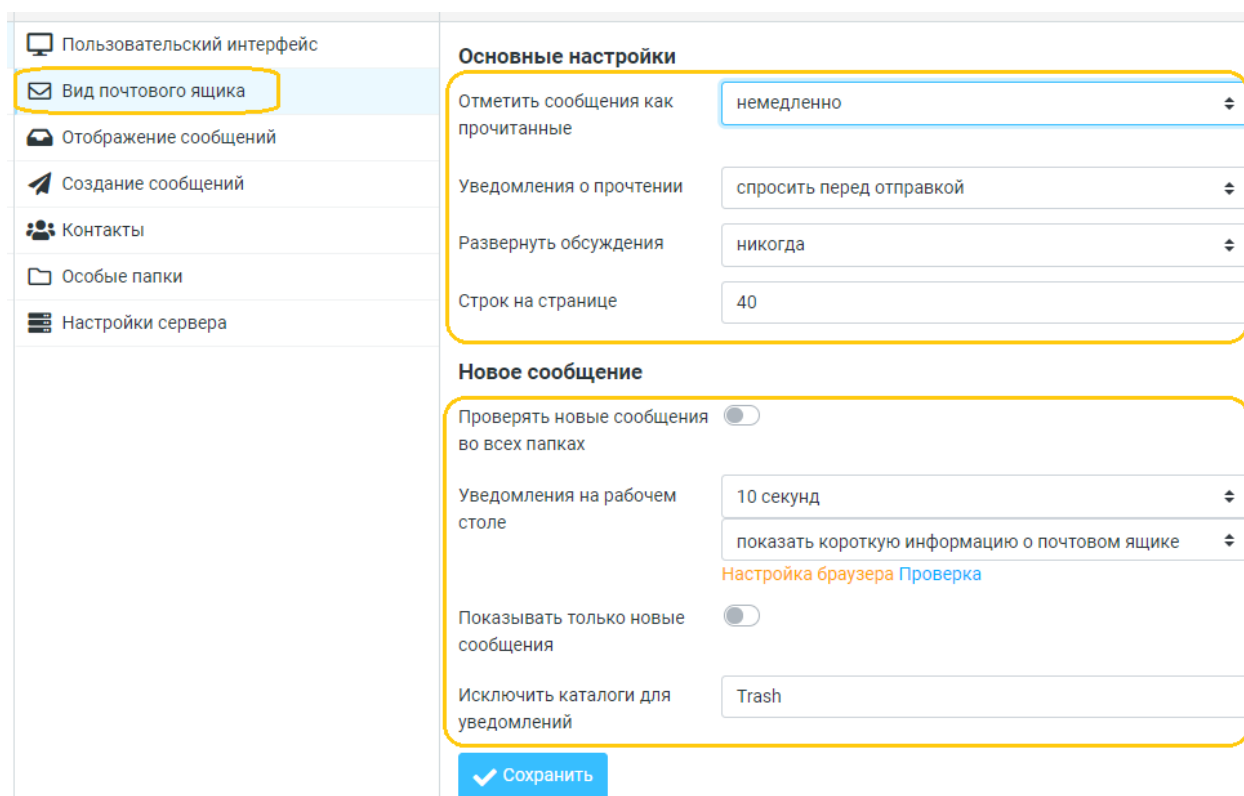 Пользовательский интерфейс
Вид почтового ящика
Отображение сообщений
Создание сообщений
Контакты
Особые папки
Настройки сервера
Основные настройки
Отметить сообщения как
прочитанные
немедленно
Уведомления о прочтении
спросить перед отправкой
Развернуть обсуждения
никогда
Строк на странице
40
Новое сообщение
Проверять новые сообщения
во всех папках
Уведомления на рабочем
столе
10 секунд
показать короткую информацию о почтовом ящике
Настройка браузера Проверка
Показывать только новые
сообщения
Исключить каталоги для
уведомлений
Trash
Сохранить